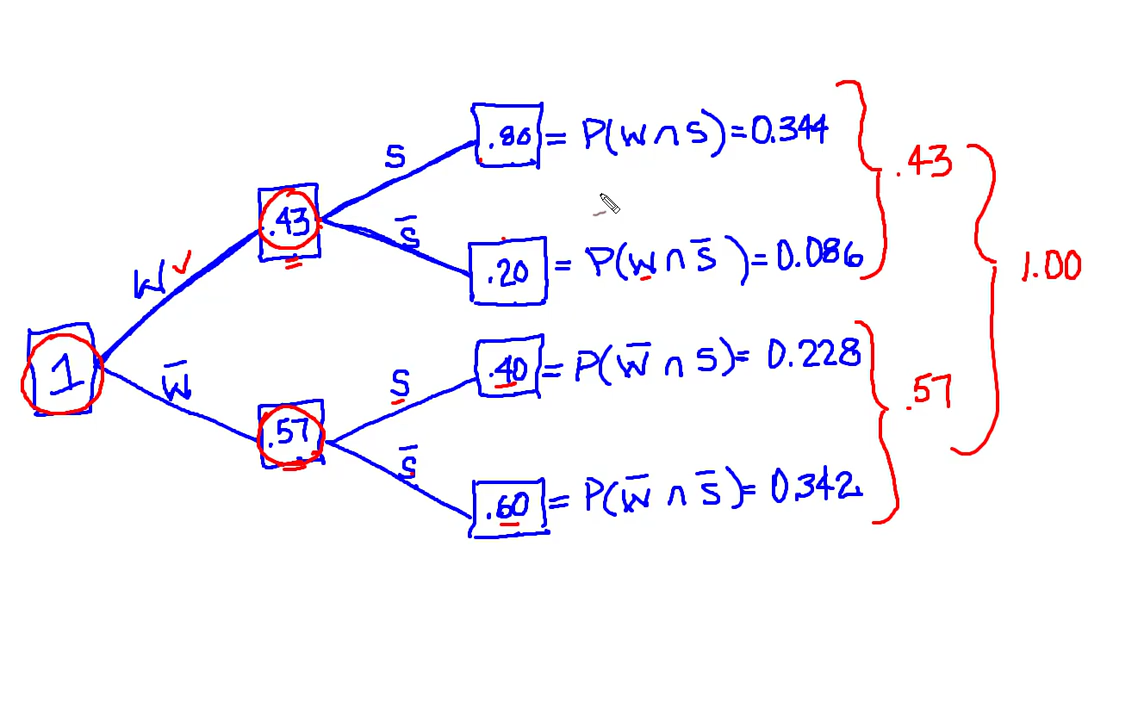 S .80 = P(W∩S)=0.344
.43
.43 S̅
W ✓ .20 = P(W∩S̅)=0.086
1.00
1 W̅ S .40 = P(W̅∩S)= 0.228
.57
.57 S̅
.60 = P(W̅∩S̅)= 0.342